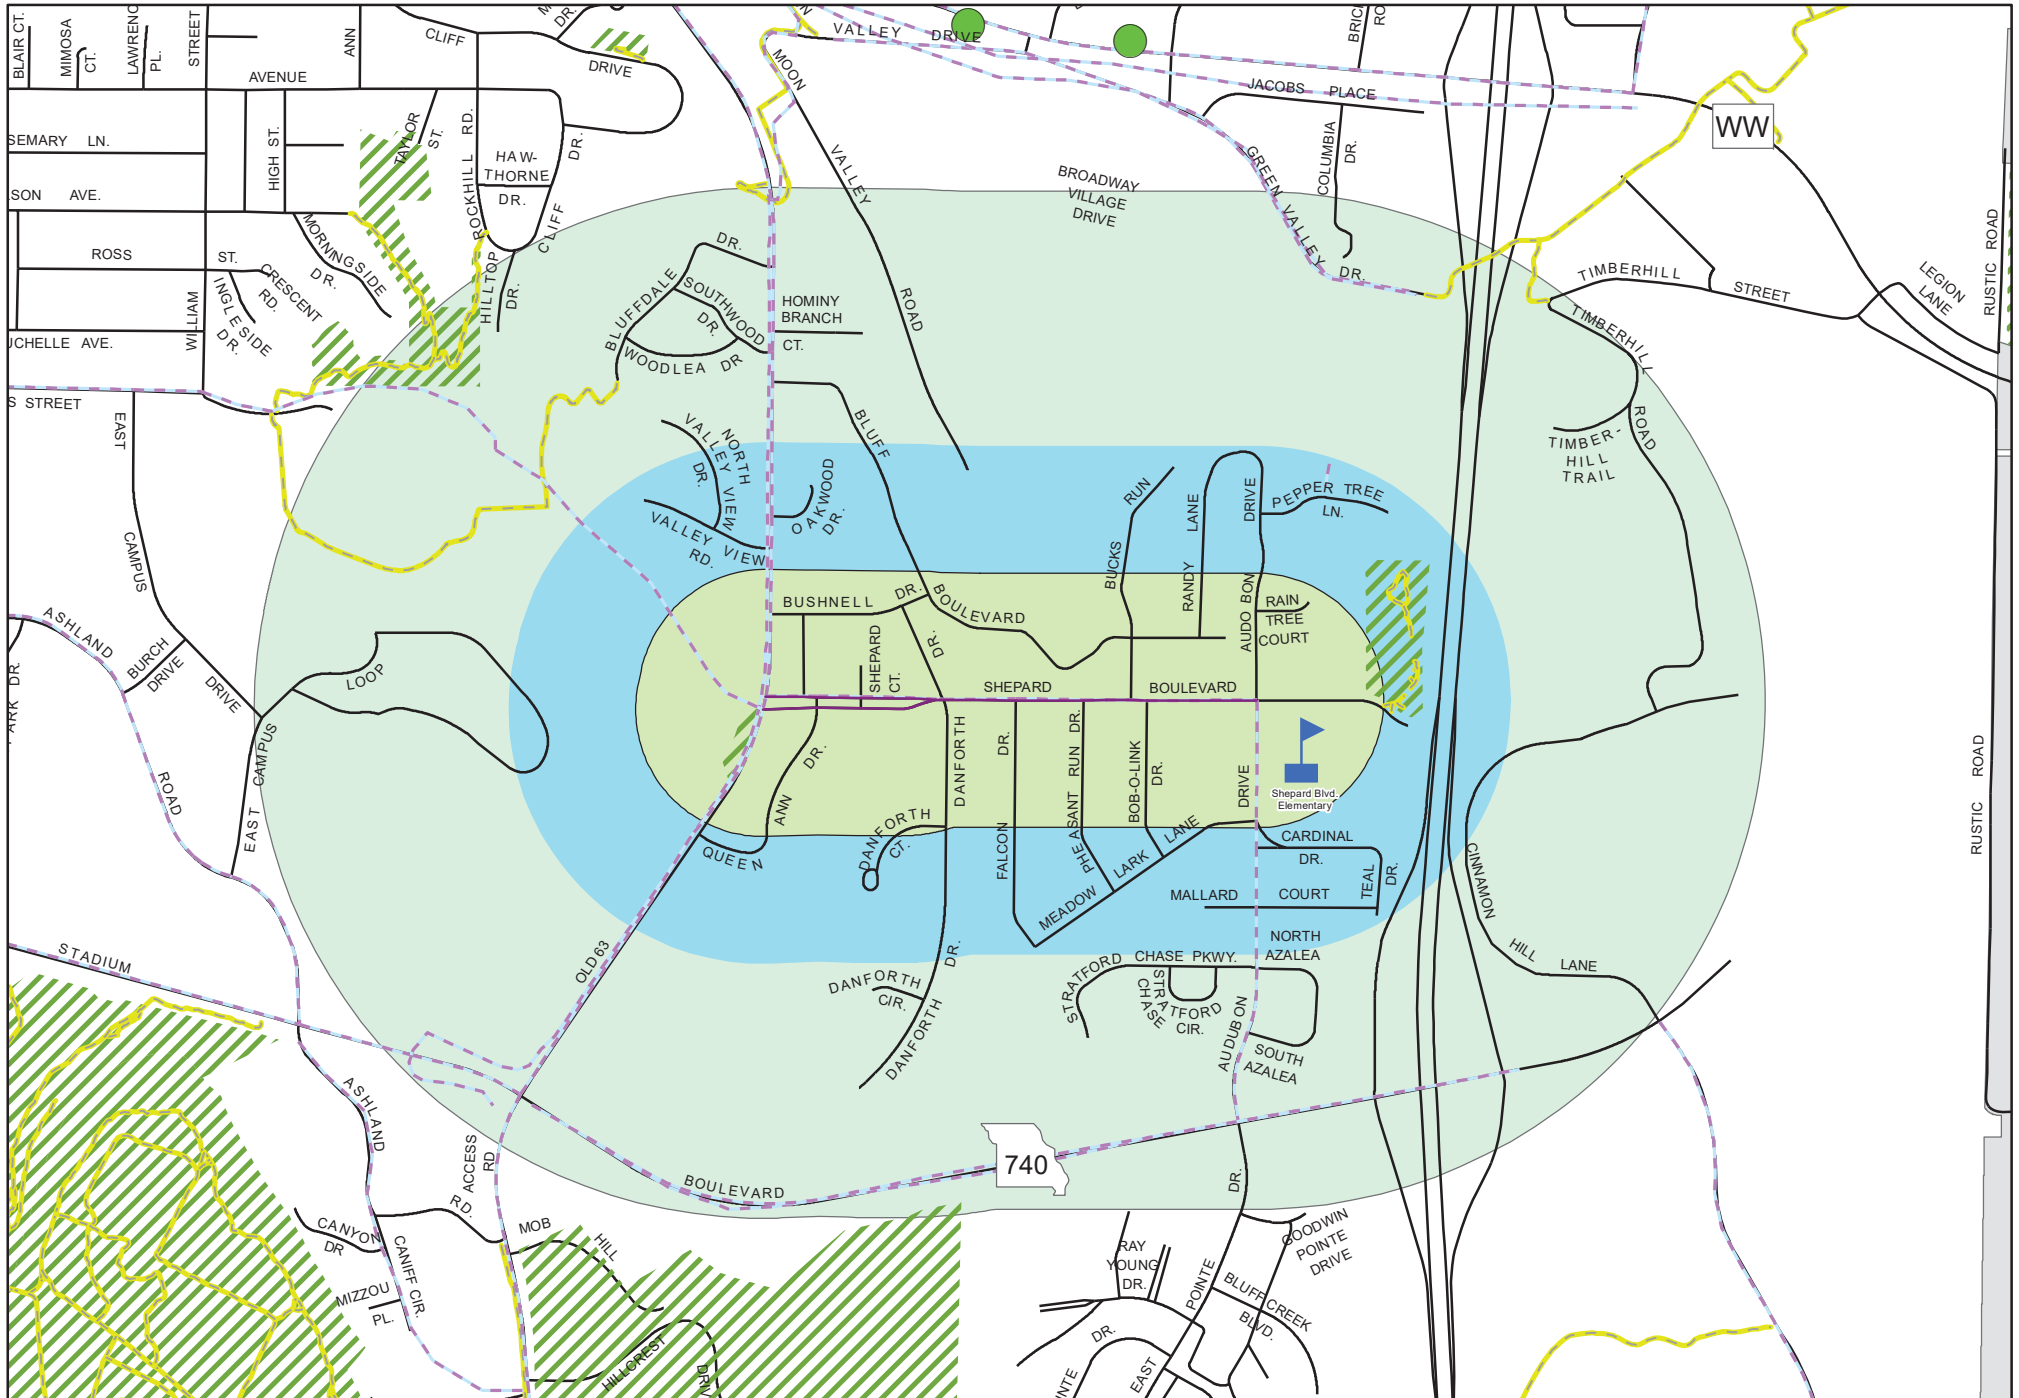 BLAIR CT.
MIMOSA
CT.
LAWRENC
PL.
STREET
ANN
CLIFF
DR.
DRIVE
AVENUE
MOON
VALLEY
ROAD
VALLEY DRIVE
BRIC
RO
JACOBS PLACE
COLUMBIA
DR.
GREEN VALLEY DR.
WW
SEMARY LN.
HIGH ST.
TAYLOR
ST.
ROCKHILL RD.
HAW-
THORNE
DR.
DR.
CLIFF
SON AVE.
ROSS ST.
MORNINGSIDE
DR.
CRESCENT
RD.
INGLESIDE
DR.
WILLIAM
UCHELLE AVE.
HILLTOP
DR.
BROADWAY
VILLAGE
DRIVE
BLUFFDALE
DR.
SOUTHWOOD
DR.
WOODLEA DR
HOMINY
BRANCH
CT.
TIMBERHILL
STREET
LEGION
LANE
RUSTIC ROAD
TIMBERHILL
ROAD
TIMBER-
HILL
TRAIL
S STREET
EAST
CAMPUS
DRIVE
NORTH
VALLEY VIEW
DR.
VALLEY VIEW
RD.
OAKWOOD
DR.
BLUFF
BOULEVARD
BUCKS
RUN
RANDY
LANE
AUDO BON
DRIVE
PEPPER TREE
LN.
RAIN
TREE
COURT
BUSHNELL DR.
SHEPARD
CT.
DR.
SHEPARD BOULEVARD
ASHLAND
ROAD
BURCH
DRIVE
ARK DR.
LOOP
EAST CAMPUS
QUEEN
ANN
DR.
DANFORTH
DANFORTH
CT.
FALCON
DR.
PHEASANT RUN DR.
BOB-O-LINK
DR.
DRIVE
Shepard Blvd.
Elementary
MEADOW LARK LANE
CARDINAL
DR.
TEAL
DR.
MALLARD COURT
CINNAMON
HILL
LANE
RUSTIC ROAD
STADIUM
OLD 63
DR.
DANFORTH
CIR.
DANFORTH
STRATFORD
CHASE PKWY.
STRATFORD
CHASE
CIR.
NORTH
AZALEA
AUDUBON
SOUTH
AZALEA
ASHLAND
ACCESS
RD
RD.
740
BOULEVARD
DR.
CANYON
DR
CANIFF CIR.
MIZZOU
PL.
MOB
HILL
HILLCREST
DRIV
RAY
YOUNG
DR.
POINTE
GOODWIN
POINTE
DRIVE
BLUFF CREEK
BLVD.
DR.
EAST
INTE